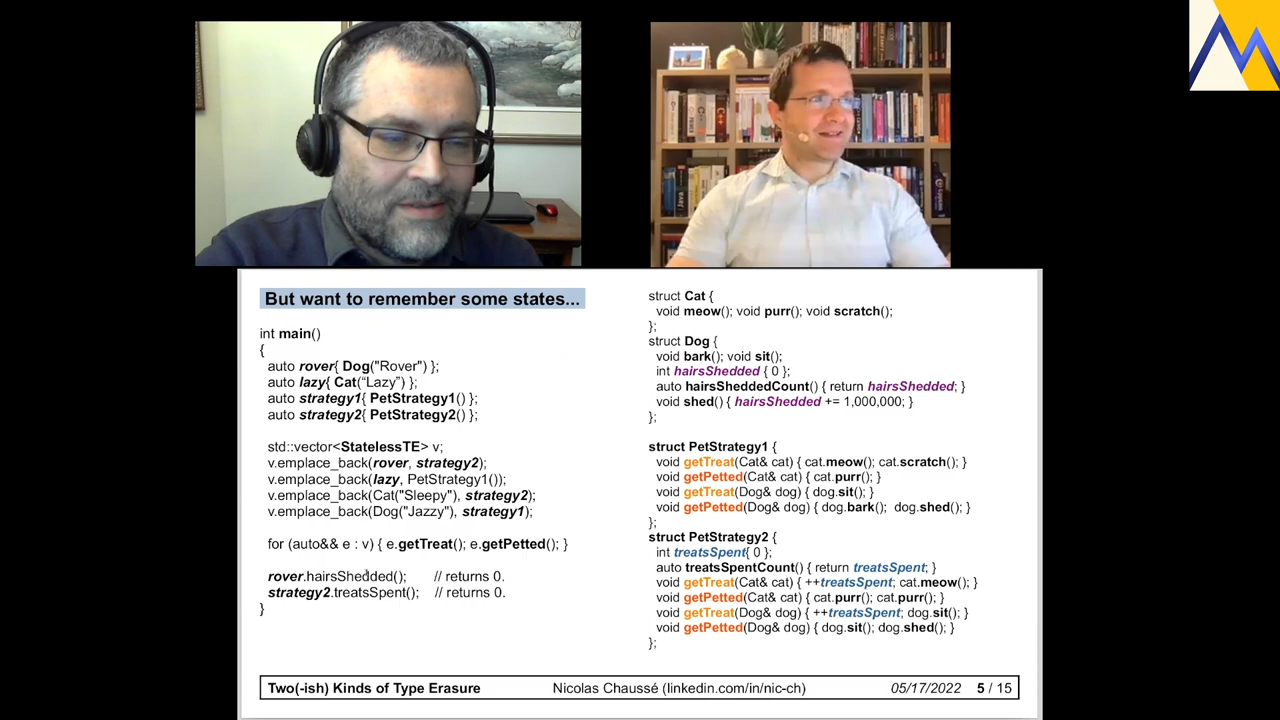 But want to remember some states...
int main()
{
auto rover{ Dog("Rover") };
auto lazy{ Cat(“Lazy”) };
auto strategy1{ PetStrategy1() };
auto strategy2{ PetStrategy2() };
std::vector<StatelessTE> v;
v.emplace_back(rover, strategy2);
v.emplace_back(lazy, PetStrategy1());
v.emplace_back(Cat("Sleepy"), strategy2);
v.emplace_back(Dog("Jazzy"), strategy1);
for (auto&& e : v) { e.getTreat(); e.getPetted(); }
rover.hairsShedded(); // returns 0.
strategy2.treatsSpent(); // returns 0.
}
struct Cat {
void meow(); void purr(); void scratch();
};
struct Dog {
void bark(); void sit();
int hairsShedded { 0 };
auto hairsSheddedCount() { return hairsShedded; }
void shed() { hairsShedded += 1,000,000; }
};
struct PetStrategy1 {
void getTreat(Cat& cat) { cat.meow(); cat.scratch(); }
void getPetted(Cat& cat) { cat.purr(); }
void getTreat(Dog& dog) { dog.sit(); }
void getPetted(Dog& dog) { dog.bark(); dog.shed(); }
};
struct PetStrategy2 {
int treatsSpent{ 0 };
auto treatsSpentCount() { return treatsSpent; }
void getTreat(Cat& cat) { ++treatsSpent; cat.meow(); }
void getPetted(Cat& cat) { cat.purr(); cat.purr(); }
void getTreat(Dog& dog) { ++treatsSpent; dog.sit(); }
void getPetted(Dog& dog) { dog.sit(); dog.shed(); }
};
Two(-ish) Kinds of Type Erasure
Nicolas Chaussé (linkedin.com/in/nic-ch)
05/17/2022 5 / 15